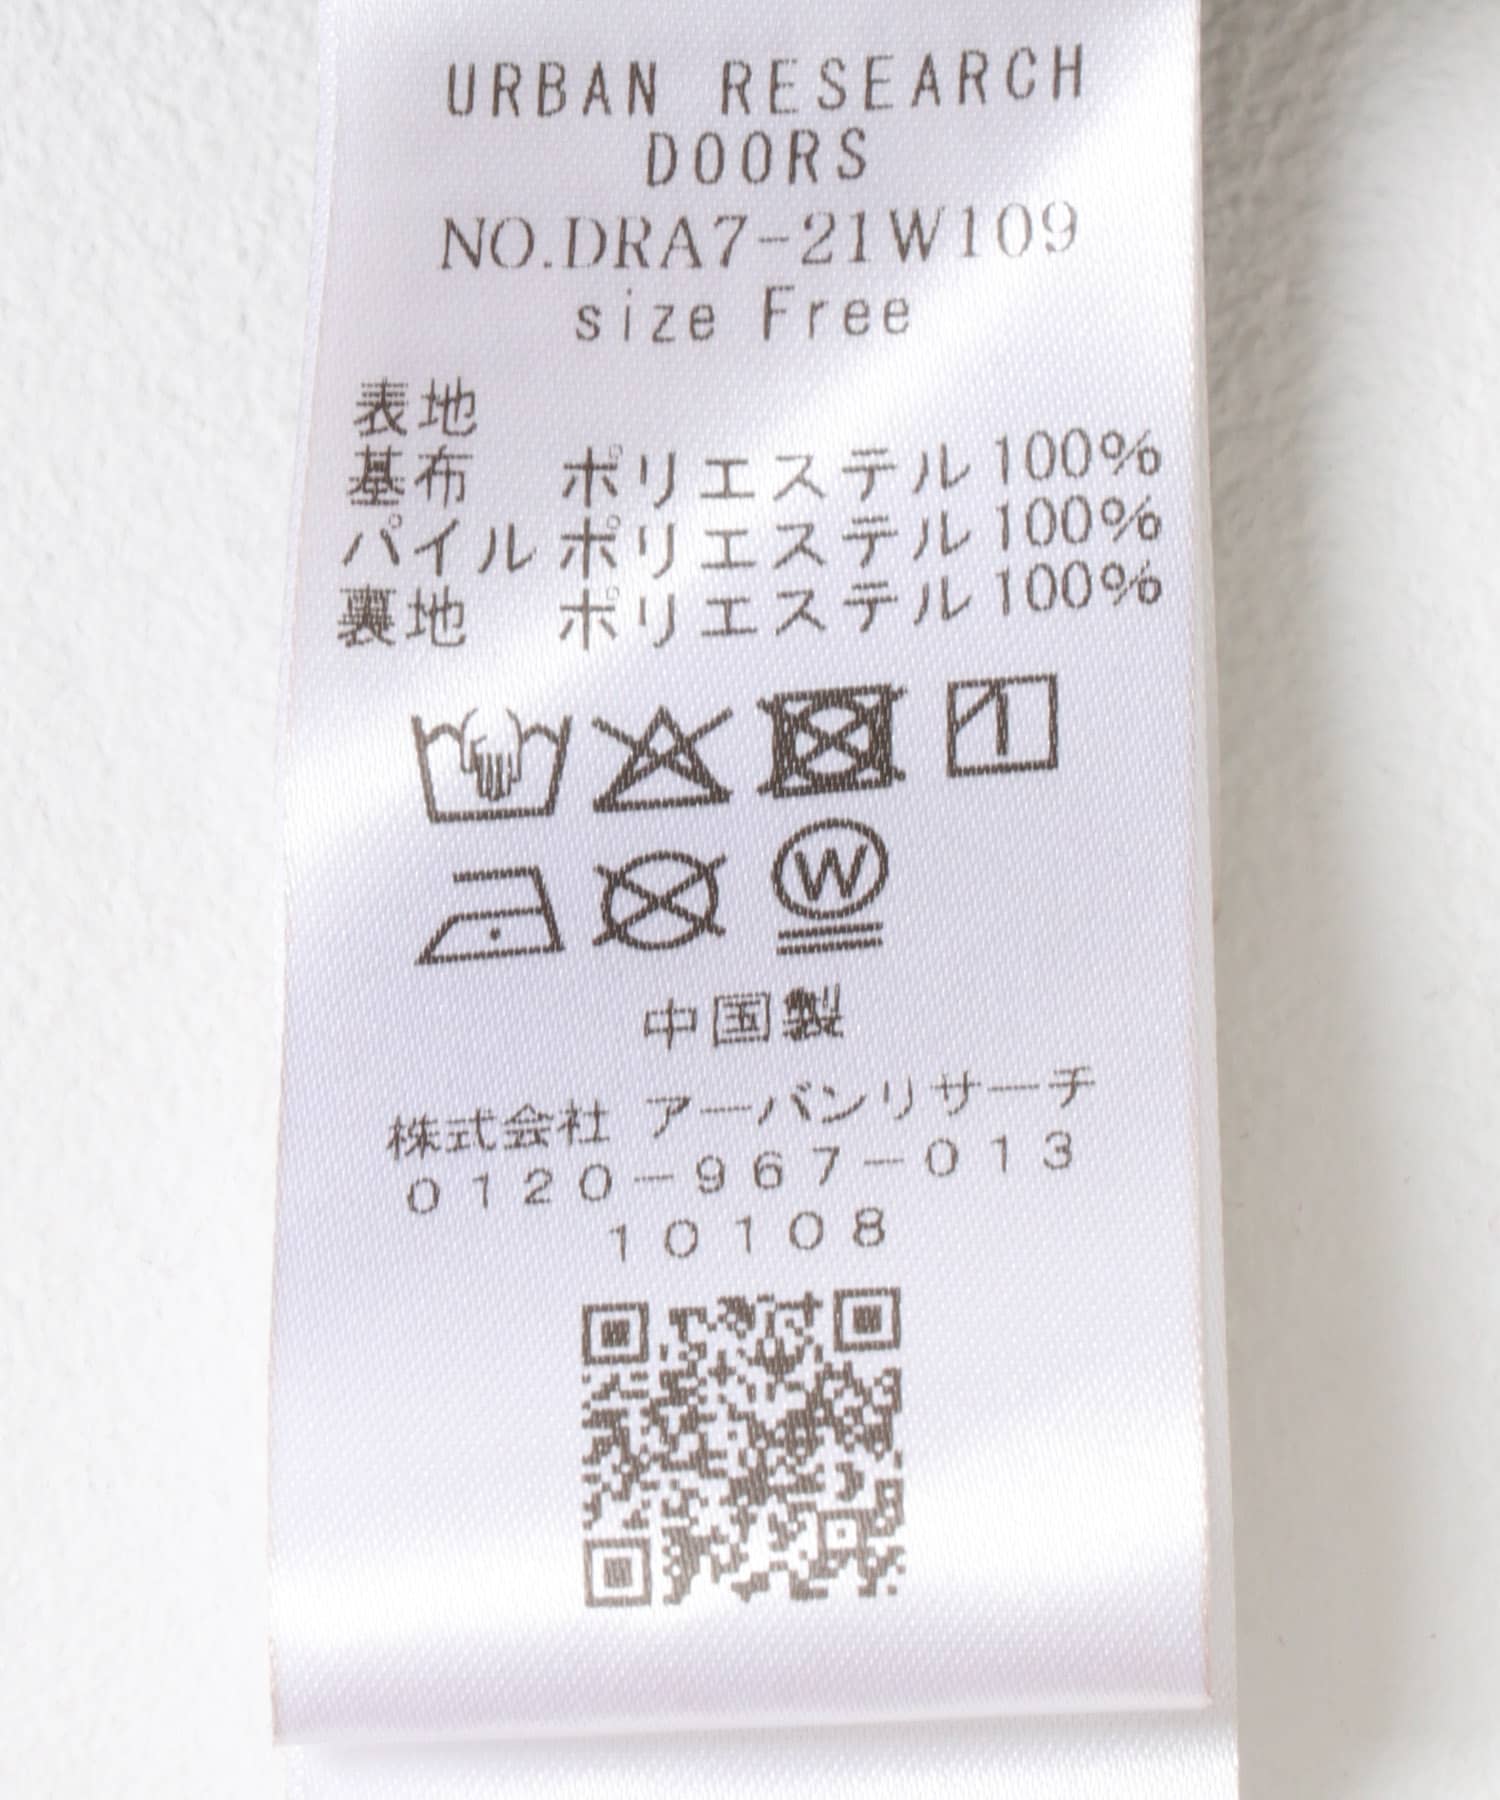 URBAN RESEARCH
DOORS
NO.DRA7-21W109
size Free
表地
基布 ポリエステル100%
パイル ポリエステル100%
裏地 ポリエステル100%
W
中国製
株式会社 アーバンリサーチ
0120-967-013
10108